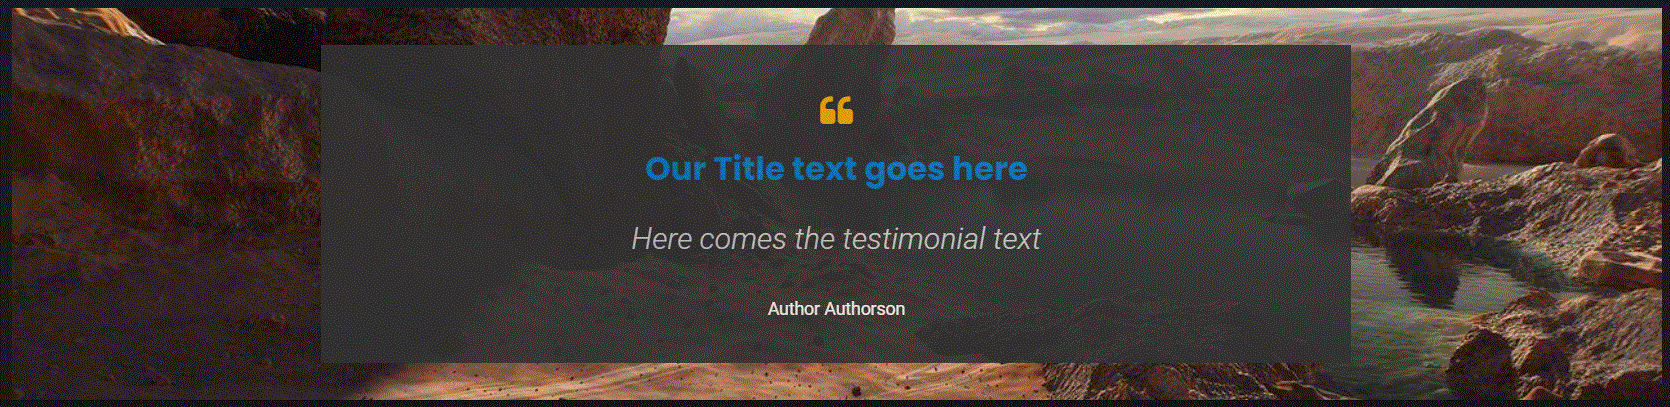 “
Our Title text goes here
Here comes the testimonial text
Author Authorson